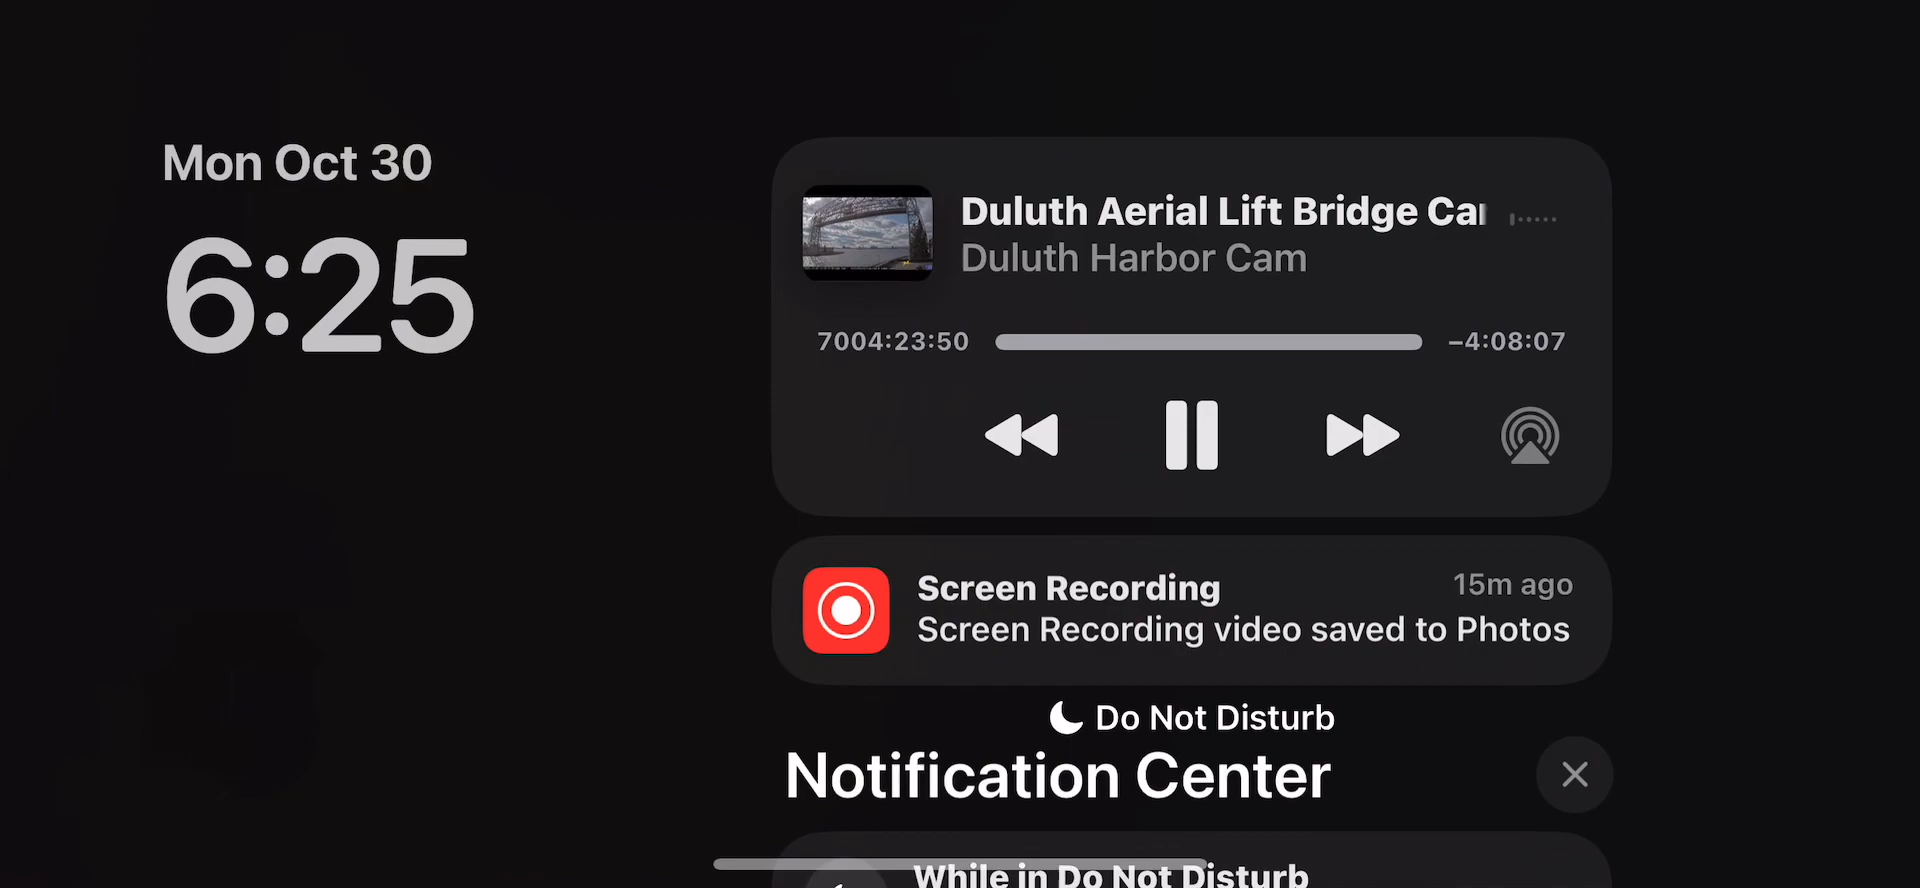 Mon Oct 30
6:25
Duluth Aerial Lift Bridge Ca
Duluth Harbor Cam
7004:23:50
−4:08:07
Screen Recording
15m ago
Screen Recording video saved to Photos
Do Not Disturb
Notification Center
While in Do Not Disturb